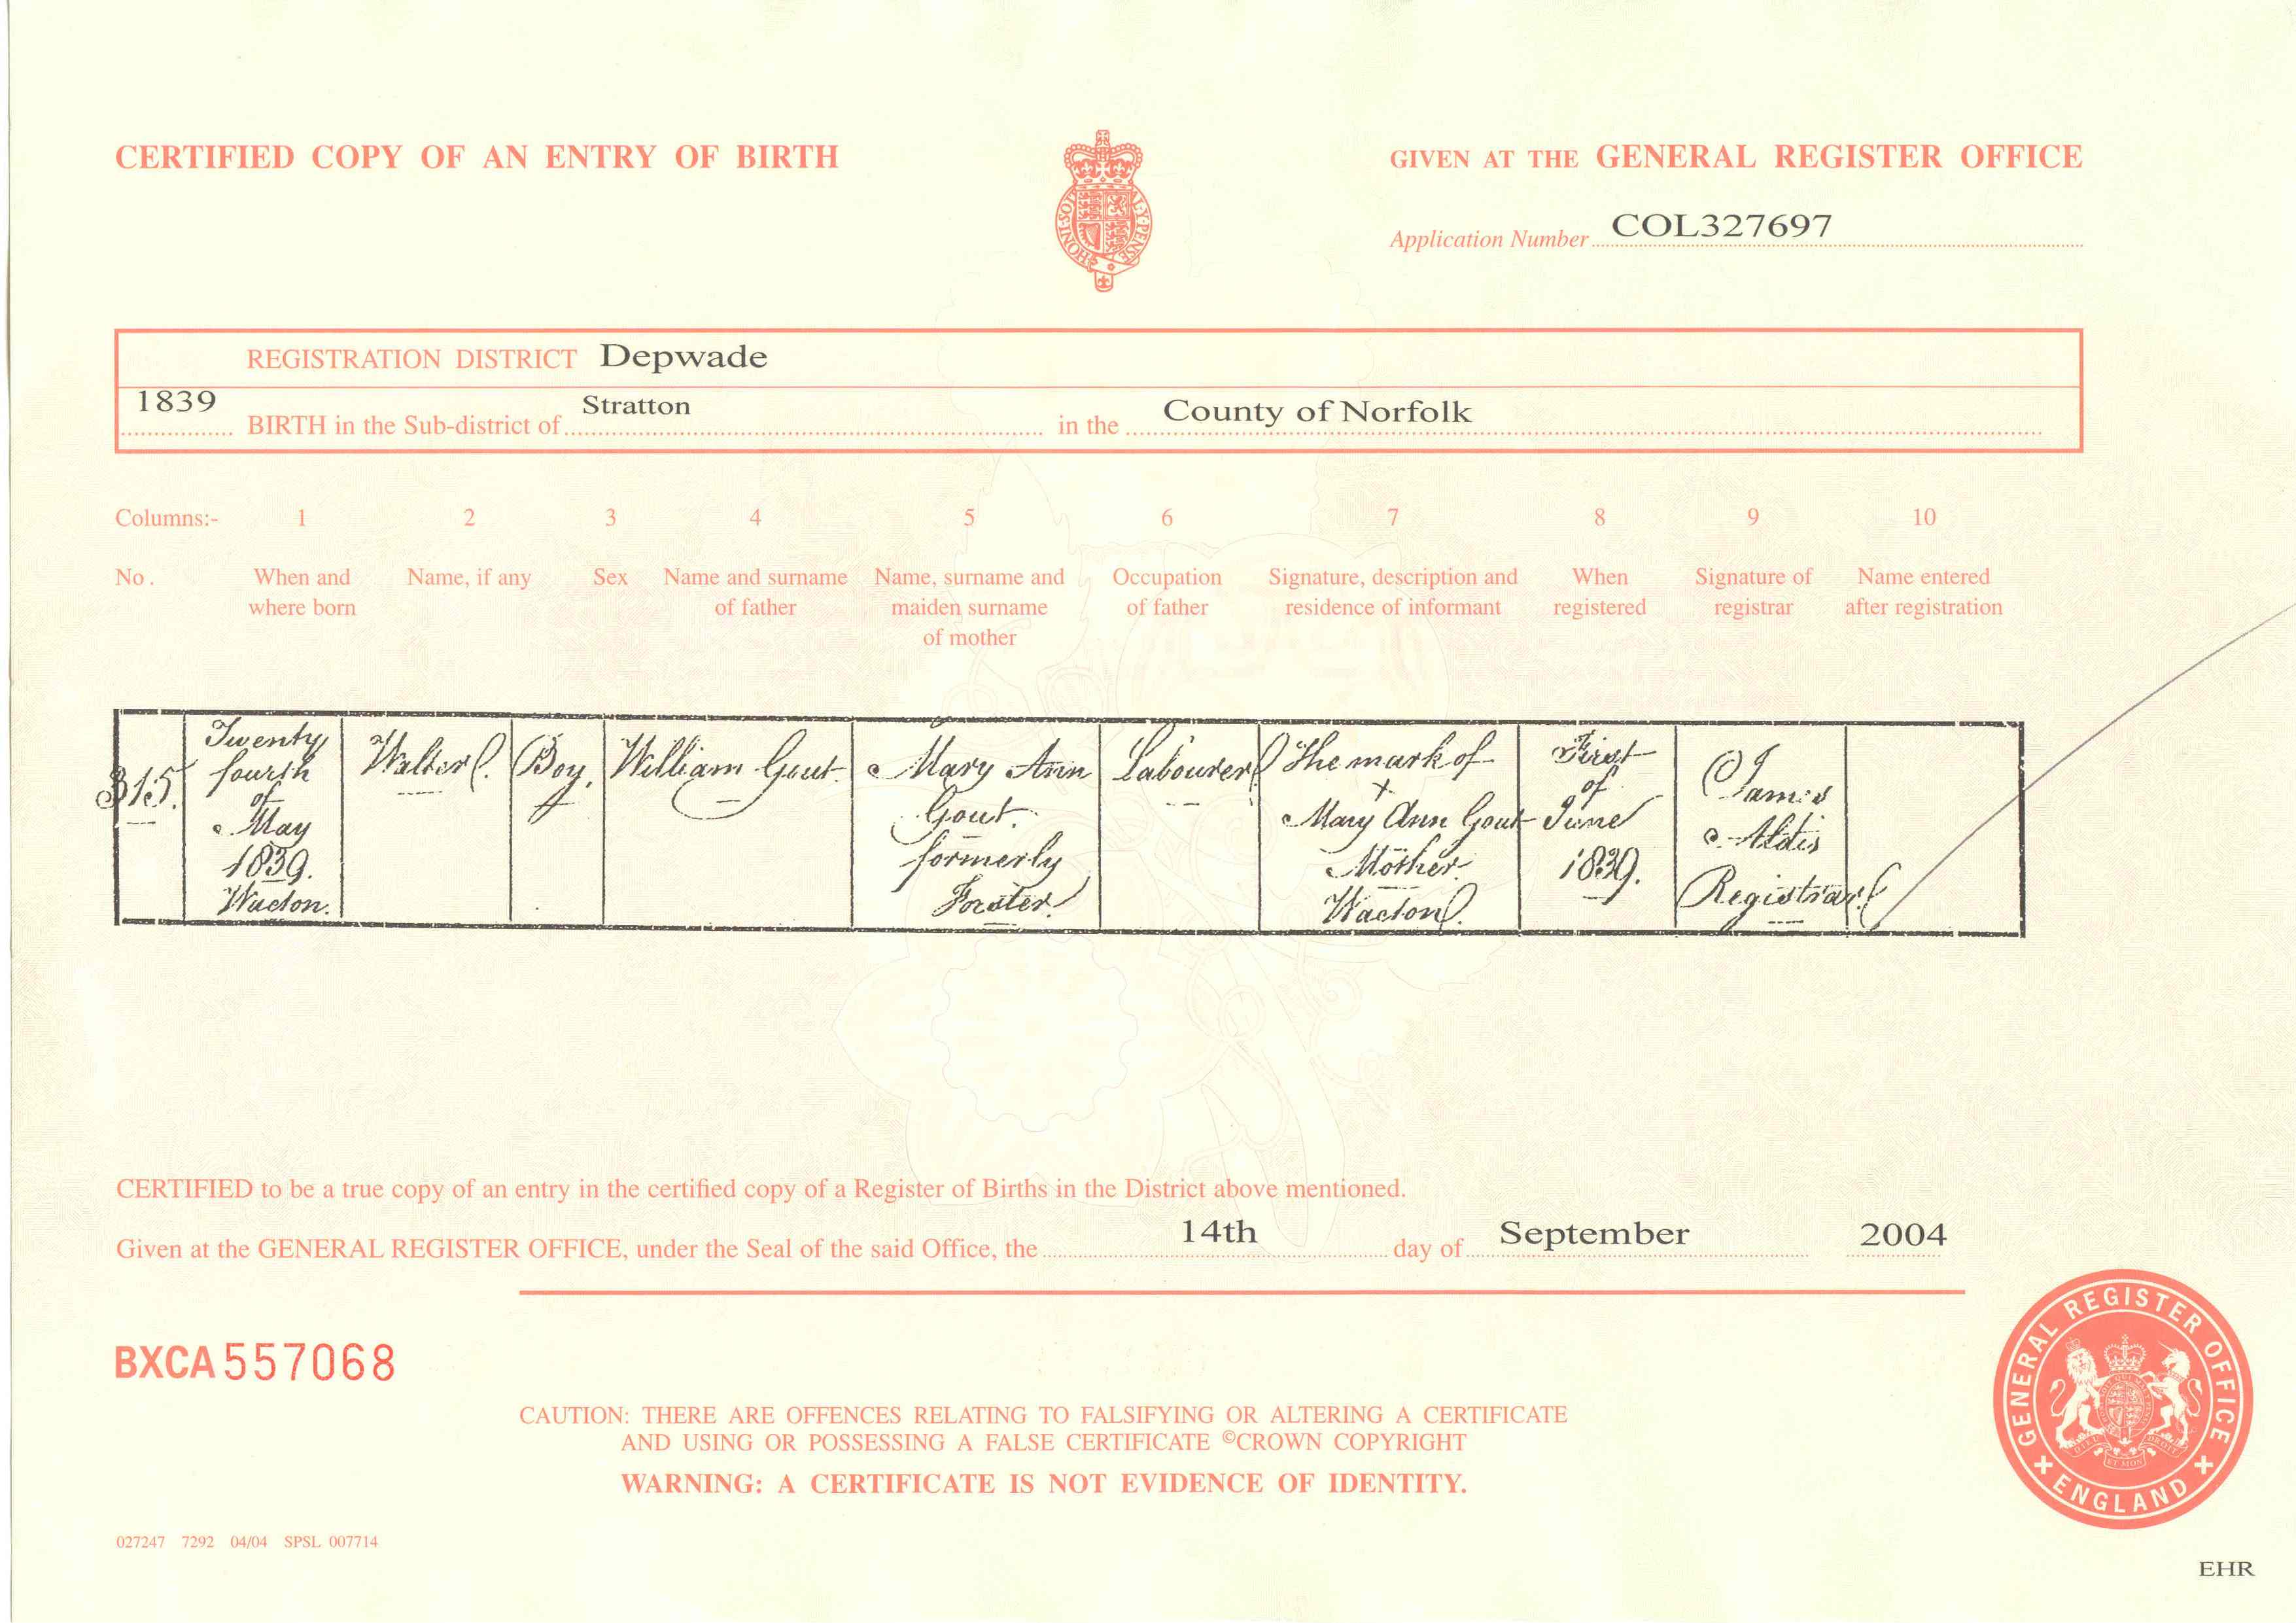 CERTIFIED COPY OF AN ENTRY OF BIRTH
GIVEN AT THE GENERAL REGISTER OFFICE
Application Number COL327697
REGISTRATION DISTRICT Depwade
1839 BIRTH in the Sub-district of Stratton in the County of Norfolk
Columns:- 1 2 3 4 5 6 7 8 9 10
No. When and where born
Name, if any
Sex
Name and surname of father
Name, surname and maiden surname of mother
Occupation of father
Signature, description and residence of informant
When registered
Signature of registrar
Name entered after registration
315.
Twenty
fourth
of
May
1839.
Wacton.
Walter
Boy.
William Gout.
Mary Ann
Gout.
formerly
Forster
Labourer
The mark of
X
Mary Ann Gout
Mother.
Wacton.
First
of
June
1839.
James
Aldis
Registrar
CERTIFIED to be a true copy of an entry in the certified copy of a Register of Births in the District above mentioned.
Given at the GENERAL REGISTER OFFICE, under the Seal of the said Office, the 14th day of September 2004
BXCA 557068
CAUTION: THERE ARE OFFENCES RELATING TO FALSIFYING OR ALTERING A CERTIFICATE
AND USING OR POSSESSING A FALSE CERTIFICATE ©CROWN COPYRIGHT
WARNING: A CERTIFICATE IS NOT EVIDENCE OF IDENTITY.
GENERAL REGISTER OFFICE
ENGLAND
027247 7292 04/04 SPSL 007714
EHR